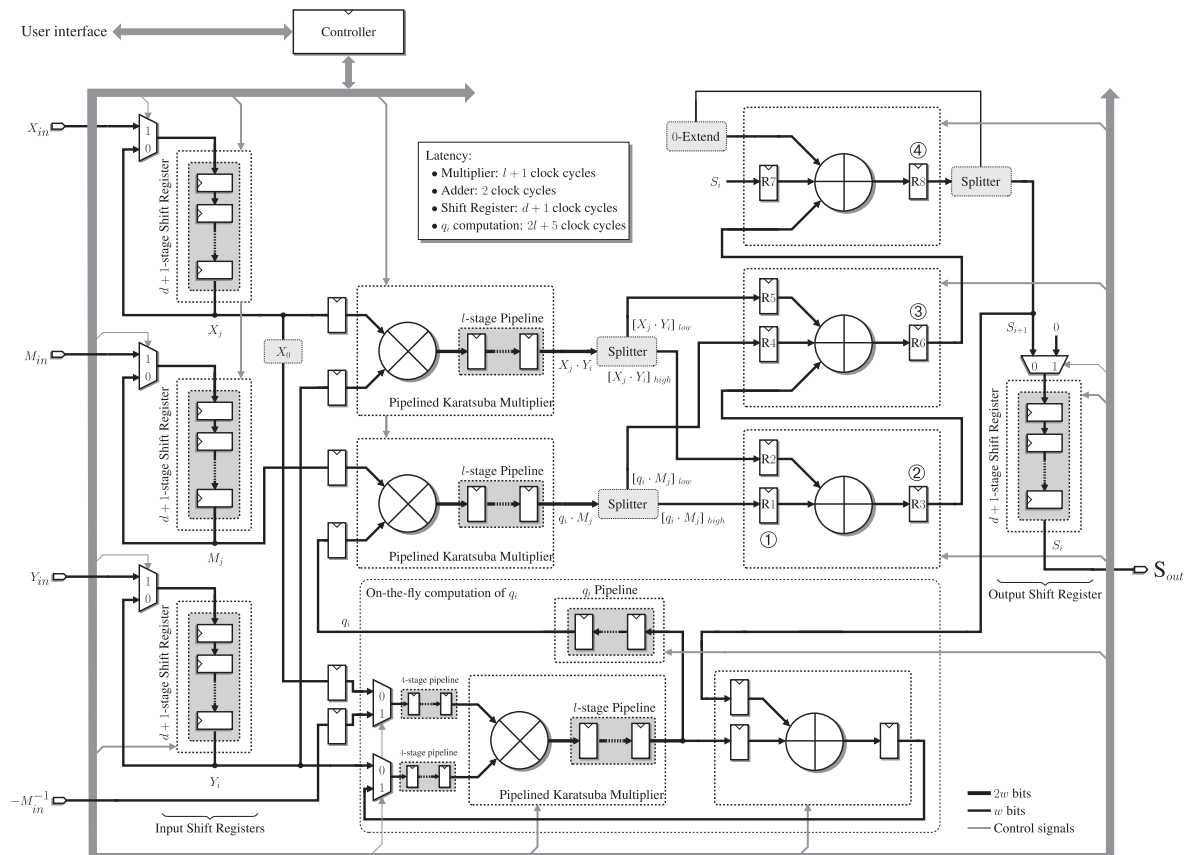 User interface
Controller
X_in
1
0
d + 1-stage Shift Register
X_j
X_0
Latency:
• Multiplier: l + 1 clock cycles
• Adder: 2 clock cycles
• Shift Register: d + 1 clock cycles
• q_i computation: 2l + 5 clock cycles
0-Extend
S_i
R7
R8
④
Splitter
M_in
1
0
d + 1-stage Shift Register
M_j
l-stage Pipeline
X_j · Y_i
Splitter
[X_j · Y_i] low
[X_j · Y_i] high
Pipelined Karatsuba Multiplier
R5
R4
R6
③
S_{i+1}
0
0 1
d + 1-stage Shift Register
S_i
S_out
Output Shift Register
l-stage Pipeline
q_i · M_j
Splitter
[q_i · M_j] low
[q_i · M_j] high
Pipelined Karatsuba Multiplier
R2
R1
①
R3
②
Y_in
1
0
d + 1-stage Shift Register
Y_i
On-the-fly computation of q_i
q_i Pipeline
q_i
0
1
4-stage pipeline
0
1
4-stage pipeline
l-stage Pipeline
Pipelined Karatsuba Multiplier
−M_in^−1
Input Shift Registers
2w bits
w bits
Control signals